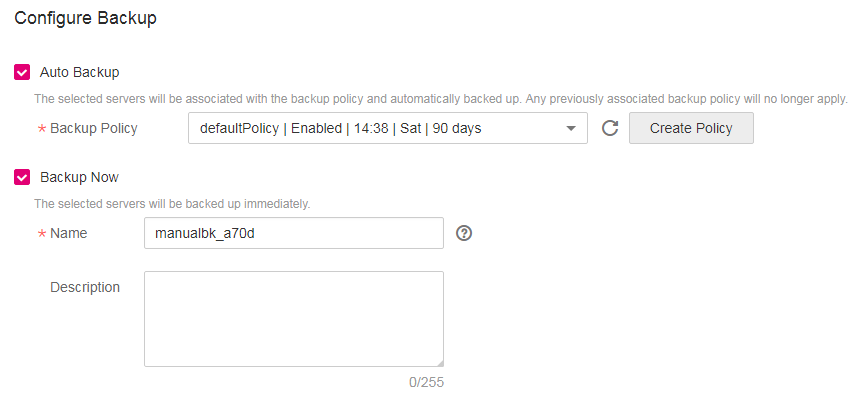 Configure Backup
Auto Backup
The selected servers will be associated with the backup policy and automatically backed up. Any previously associated backup policy will no longer apply.
* Backup Policy defaultPolicy | Enabled | 14:38 | Sat | 90 days Create Policy
Backup Now
The selected servers will be backed up immediately.
* Name manualbk_a70d ?
Description
0/255